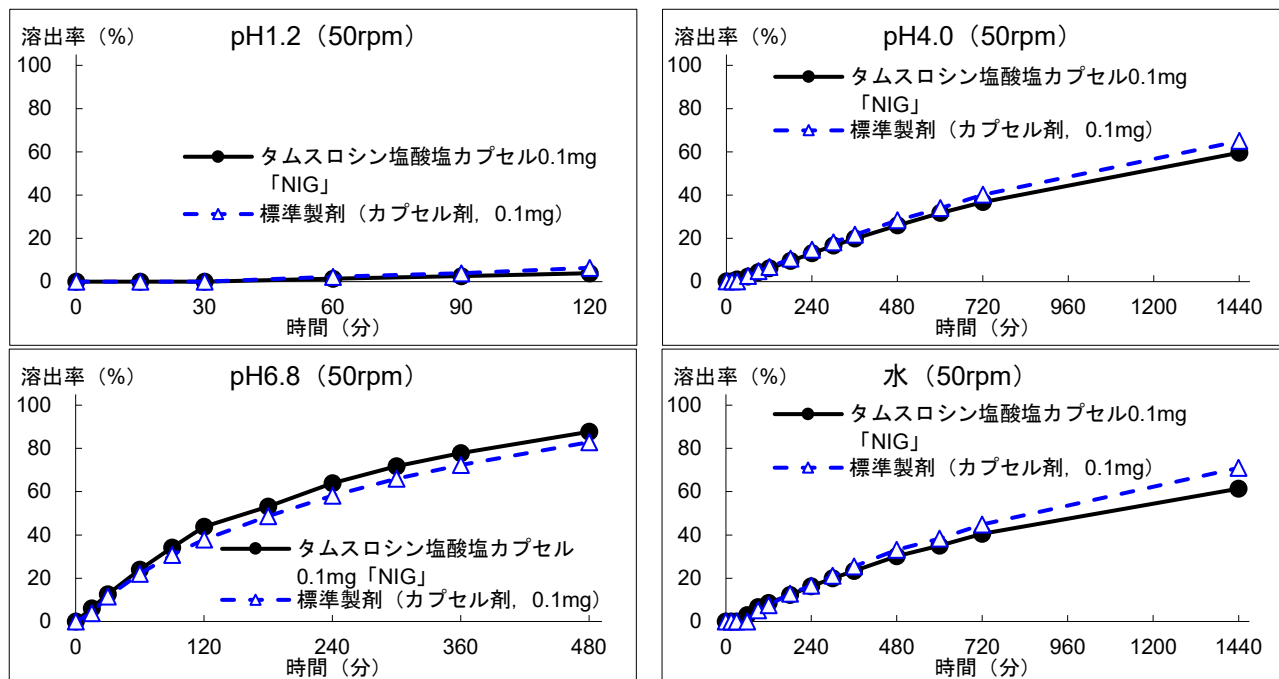 溶出率（%）
pH1.2（50rpm）
100
80
60
40
20
0
タムスロシン塩酸塩カプセル0.1mg
「NIG」
標準製剤（カプセル剤，0.1mg）
0 30 60 90 120
時間（分）
溶出率（%）
pH4.0（50rpm）
100
80
60
40
20
0
タムスロシン塩酸塩カプセル0.1mg
「NIG」
標準製剤（カプセル剤，0.1mg）
0 240 480 720 960 1200 1440
時間（分）
溶出率（%）
pH6.8（50rpm）
100
80
60
40
20
0
タムスロシン塩酸塩カプセル
0.1mg「NIG」
標準製剤（カプセル剤，0.1mg）
0 120 240 360 480
時間（分）
溶出率（%）
水（50rpm）
100
80
60
40
20
0
タムスロシン塩酸塩カプセル0.1mg
「NIG」
標準製剤（カプセル剤，0.1mg）
0 240 480 720 960 1200 1440
時間（分）